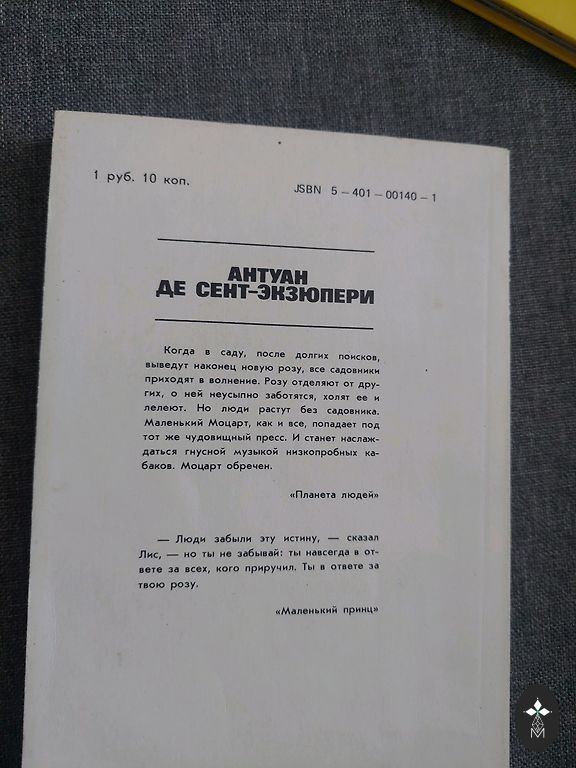 1 руб. 10 коп.
JSBN 5 – 401 – 00140 – 1
АНТУАН
ДЕ СЕНТ-ЭКЗЮПЕРИ
Когда в саду, после долгих поисков,
выведут наконец новую розу, все садовники
приходят в волнение. Розу отделяют от дру-
гих, о ней неусыпно заботятся, холят ее и
лелеют. Но люди растут без садовника.
Маленький Моцарт, как и все, попадает под
тот же чудовищный пресс. И станет наслаж-
даться гнусной музыкой низкопробных ка-
баков. Моцарт обречен.
«Планета людей»
— Люди забыли эту истину, — сказал
Лис, — но ты не забывай: ты навсегда в от-
вете за всех, кого приручил. Ты в ответе за
твою розу.
«Маленький принц»
M